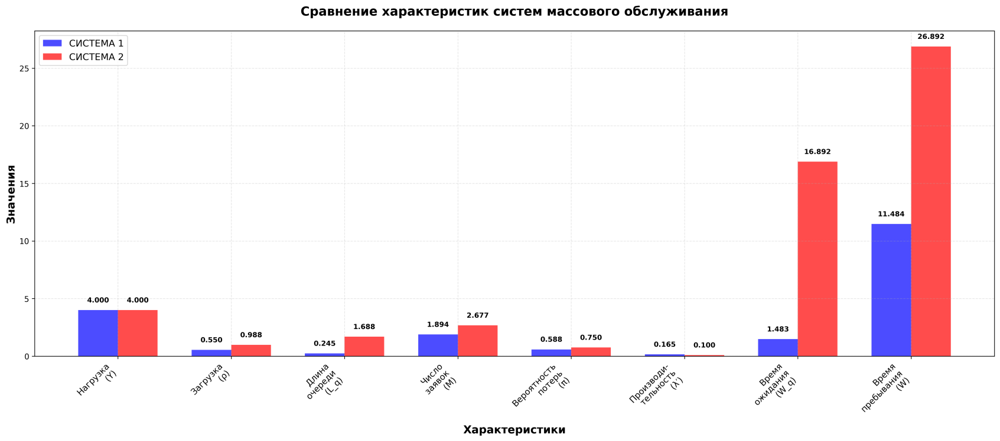 Сравнение характеристик систем массового обслуживания
СИСТЕМА 1
СИСТЕМА 2
Значения
25
20
15
10
5
0
4.000
4.000
0.550
0.988
0.245
1.688
1.894
2.677
0.588
0.750
0.165
0.100
1.483
16.892
11.484
26.892
Нагрузка
(Y)
Загрузка
(ρ)
Длина
очереди
(L_q)
Число
заявок
(M)
Вероятность
потерь
(π)
Производи-
тельность
(λ')
Время
ожидания
(W_q)
Время
пребывания
(W)
Характеристики